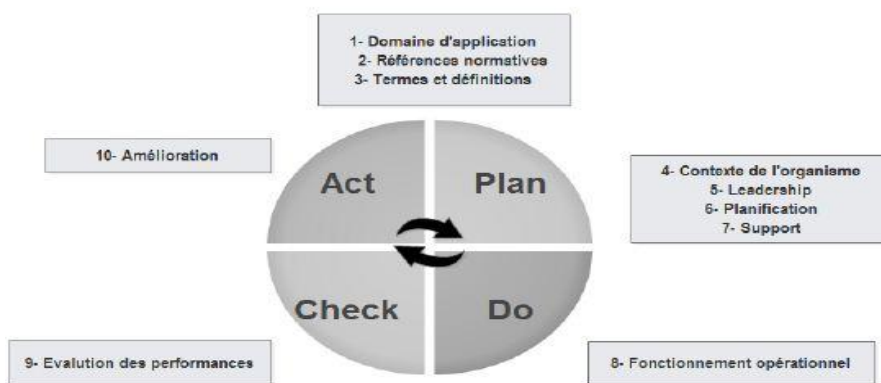 1- Domaine d'application
2- Références normatives
3- Termes et définitions
10- Amélioration
Act
Plan
4- Contexte de l'organisme
5- Leadership
6- Planification
7- Support
Check
Do
9- Evalution des performances
8- Fonctionnement opérationnel